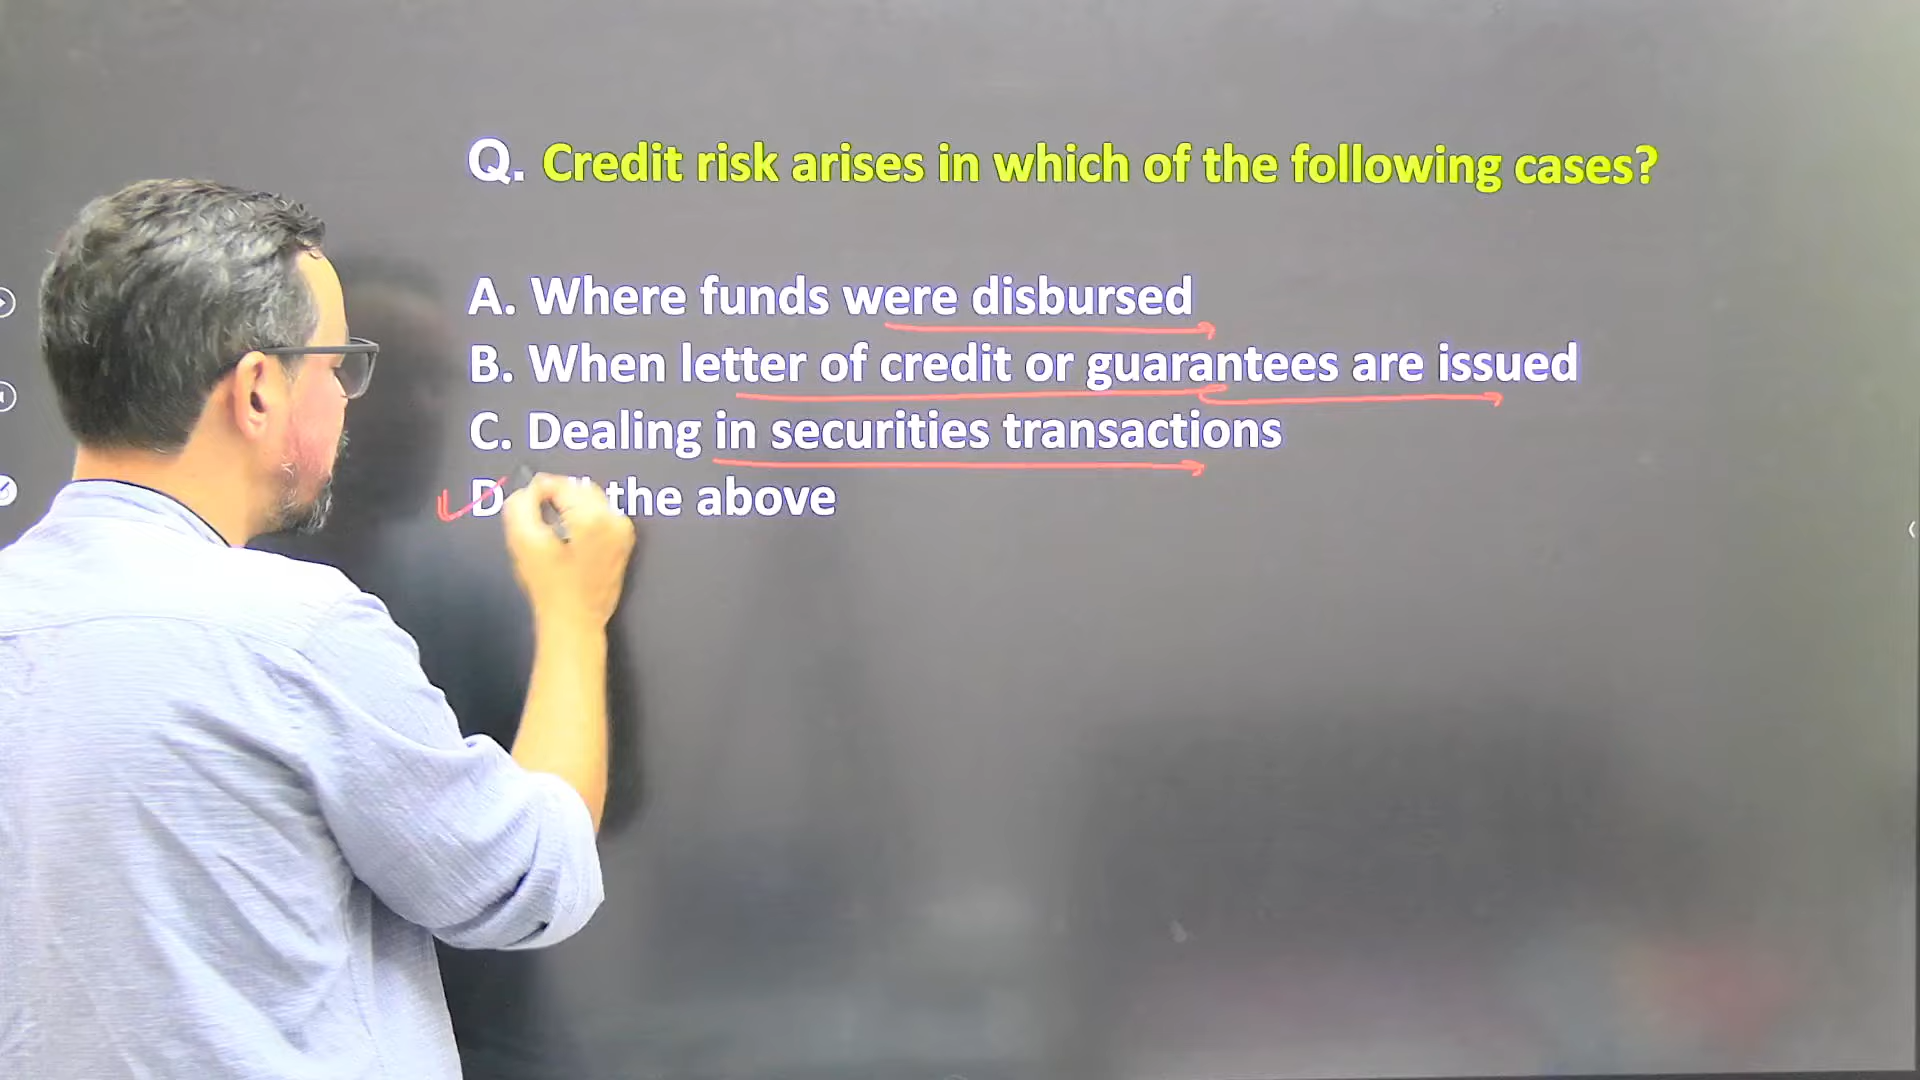 Q. Credit risk arises in which of the following cases?
A. Where funds were disbursed
B. When letter of credit or guarantees are issued
C. Dealing in securities transactions
D the above